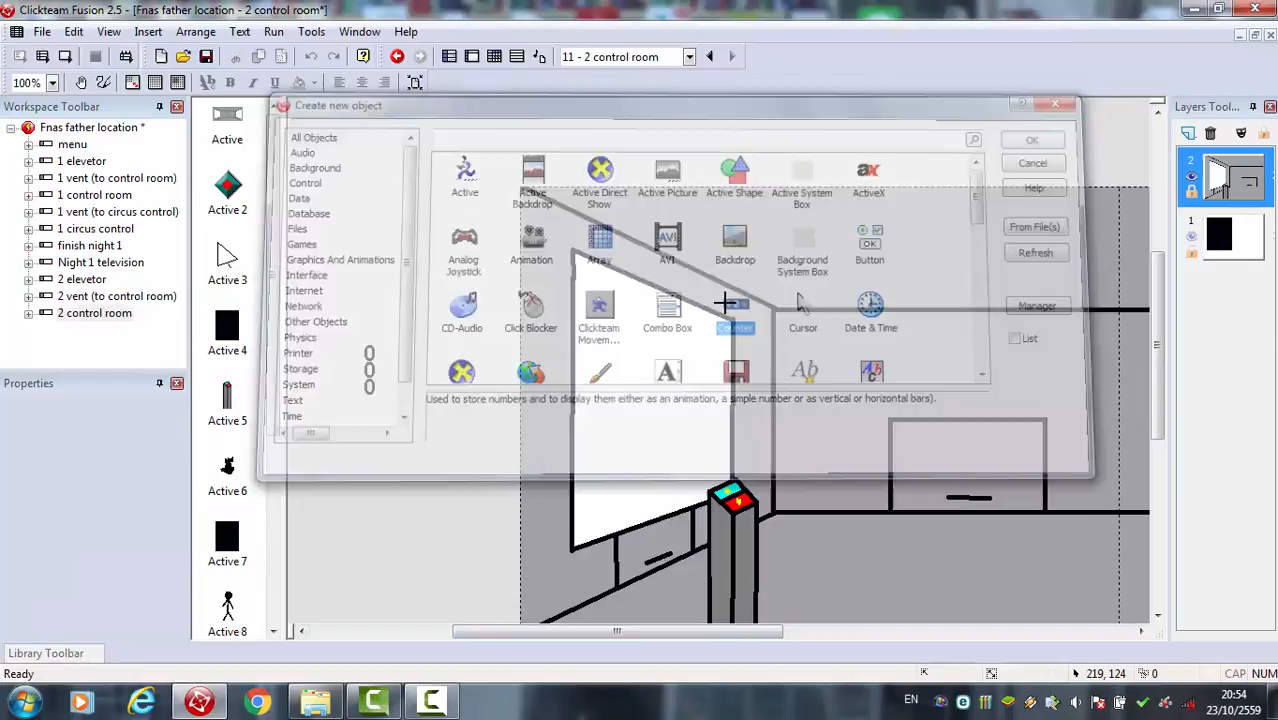 Clickteam Fusion 2.5 - [Fnas father location - 2 control room*]
File Edit View Insert Arrange Text Run Tools Window Help
11 - 2 control room
100%
Workspace Toolbar
Fnas father location *
menu
1 elevator
1 vent (to control room)
1 control room
1 vent (to circus control)
1 circus
finish night 1
Night 1 television
2 elevator
2 vent (to control room)
2 control room
Properties
Library Toolbar
Active
Active 2
Active 3
Active 4
Active 5
Active 6
Active 7
Active 8
Create new object
All Objects
Audio
Background
Control
Data
Database
Files
Games
Graphics And Animations
Interface
Internet
Network
Other Objects
Physics
Printer
Storage
System
Text
Time
0
0
0
Active
Active Backdrop
Active Direct Show
Active Picture
Active Shape
Active System Box
ActiveX
Analog Joystick
Animation
Array
AVI
Backdrop
Background System Box
Button
CD-Audio
Click Blocker
Clickteam Movem...
Combo Box
Counter
Cursor
Date & Time
Used to store numbers and to display them either as an animation, a simple number or as vertical or horizontal bars).
OK
Cancel
Help
From File(s)
Refresh
Manager
List
Layers Tool...
2
1
Ready
219, 124
0
CAP NUM
EN
20:54
23/10/2559